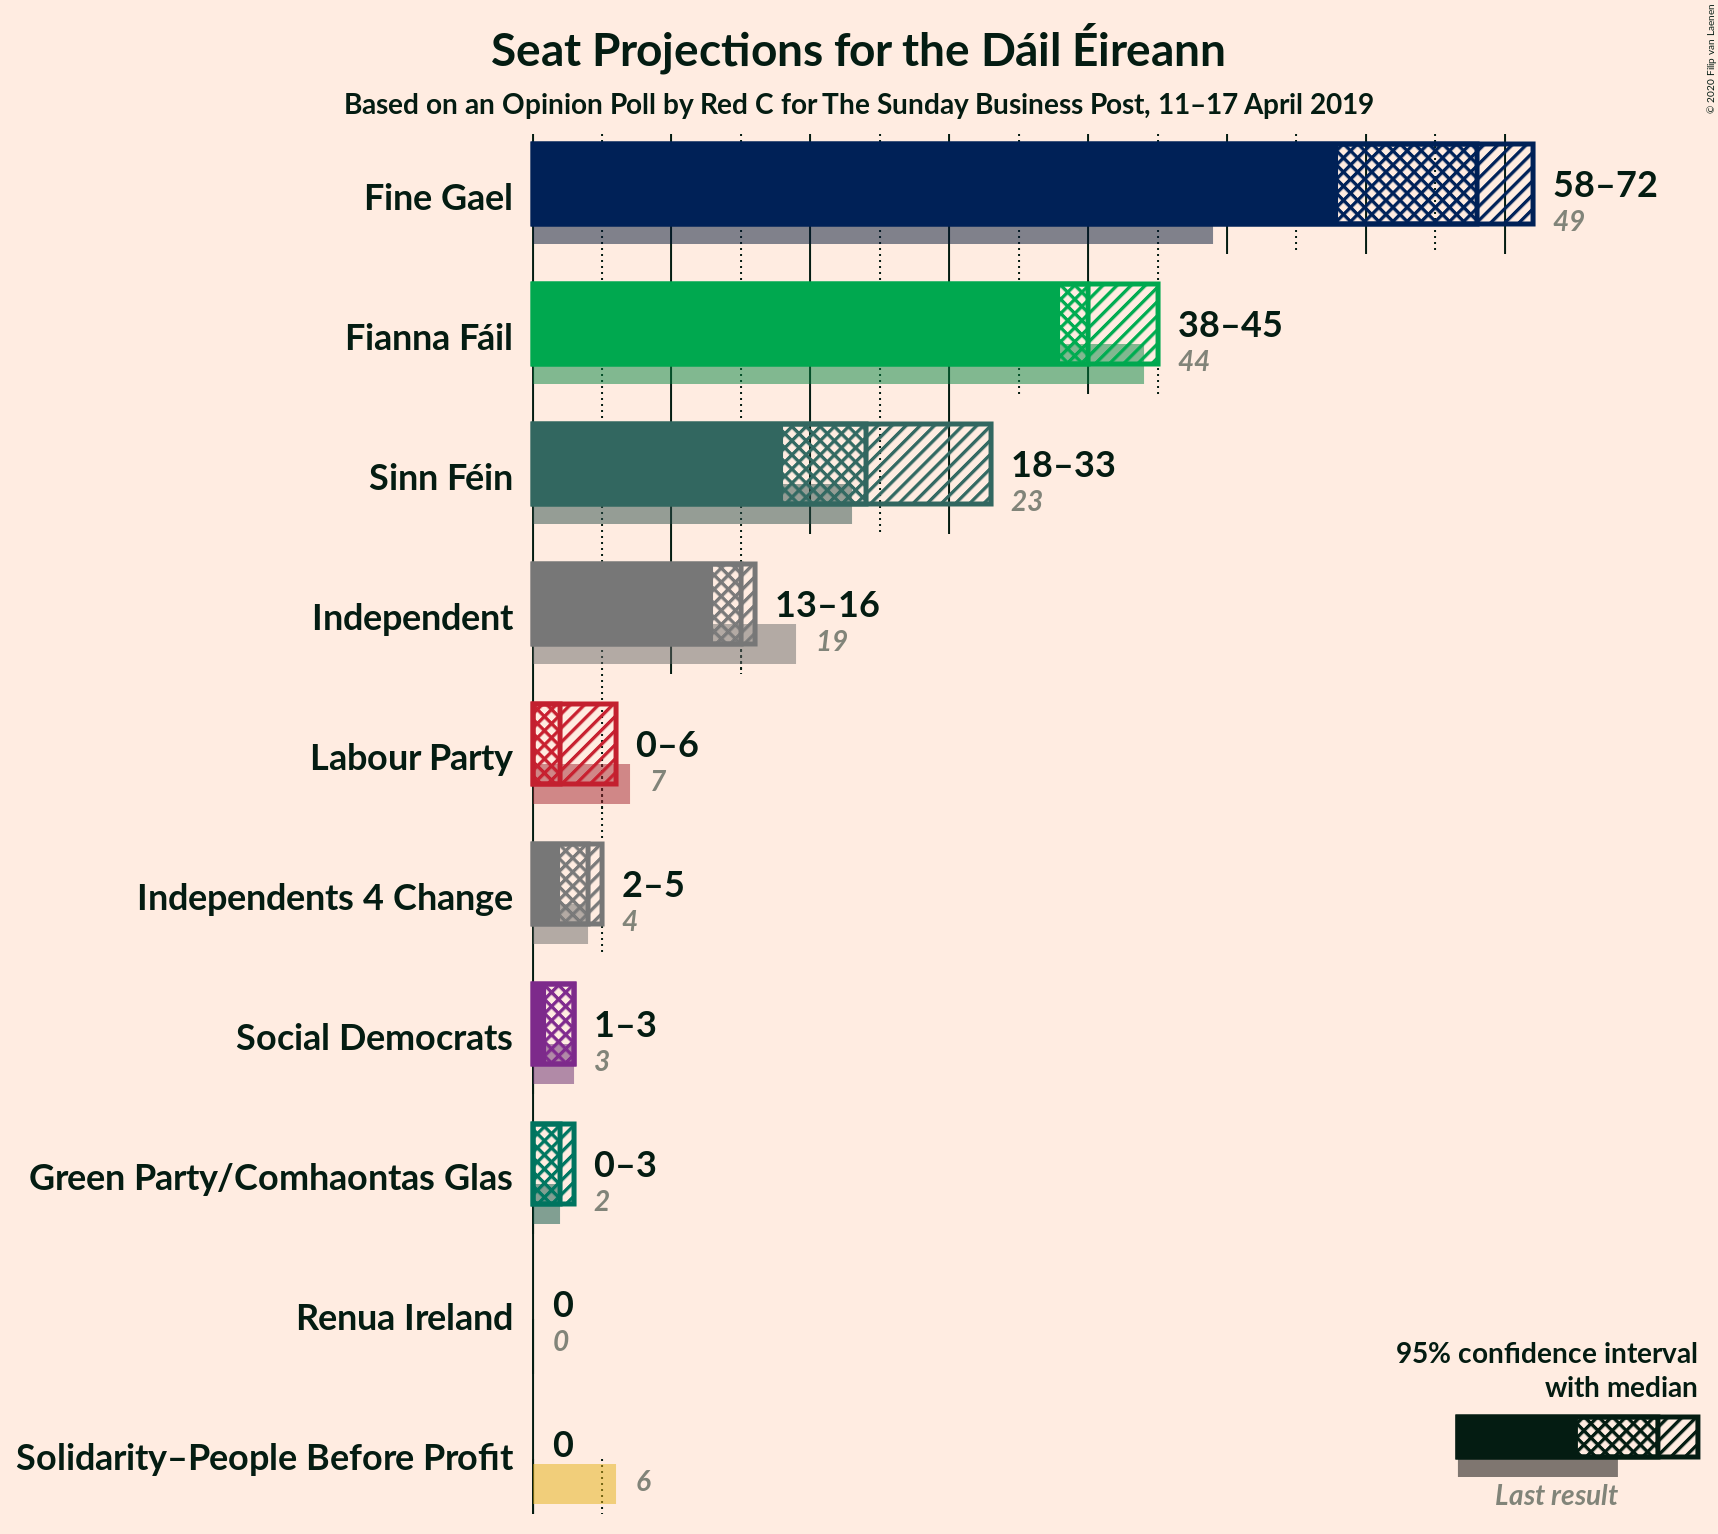 Seat Projections for the Dáil Éireann
Based on an Opinion Poll by Red C for The Sunday Business Post, 11–17 April 2019
© 2020 Filip van Laenen
Fine Gael
58–72
49
Fianna Fáil
38–45
44
Sinn Féin
18–33
23
Independent
13–16
19
Labour Party
0–6
7
Independents 4 Change
2–5
4
Social Democrats
1–3
3
Green Party/Comhaontas Glas
0–3
2
Renua Ireland
0
0
Solidarity–People Before Profit
0
6
95% confidence interval
with median
Last result